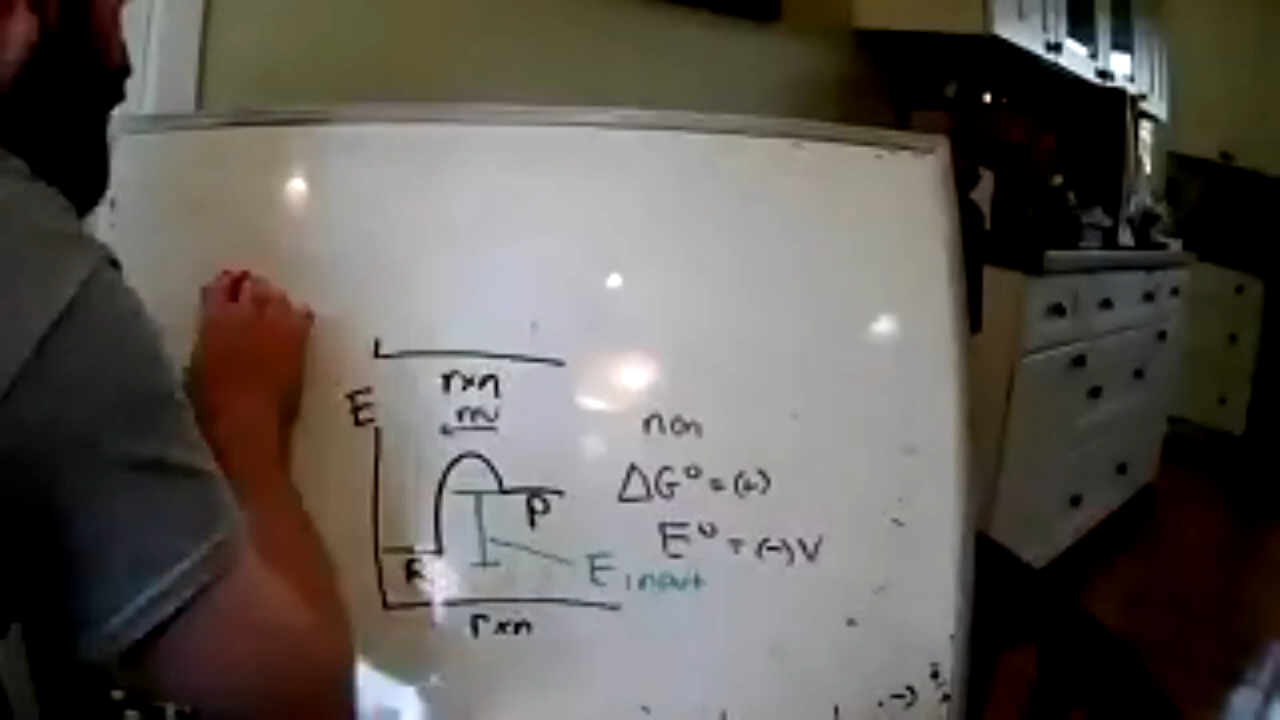 rxn
E
non
ΔG° = (+)
P
E° = (-) V
R
E input
rxn